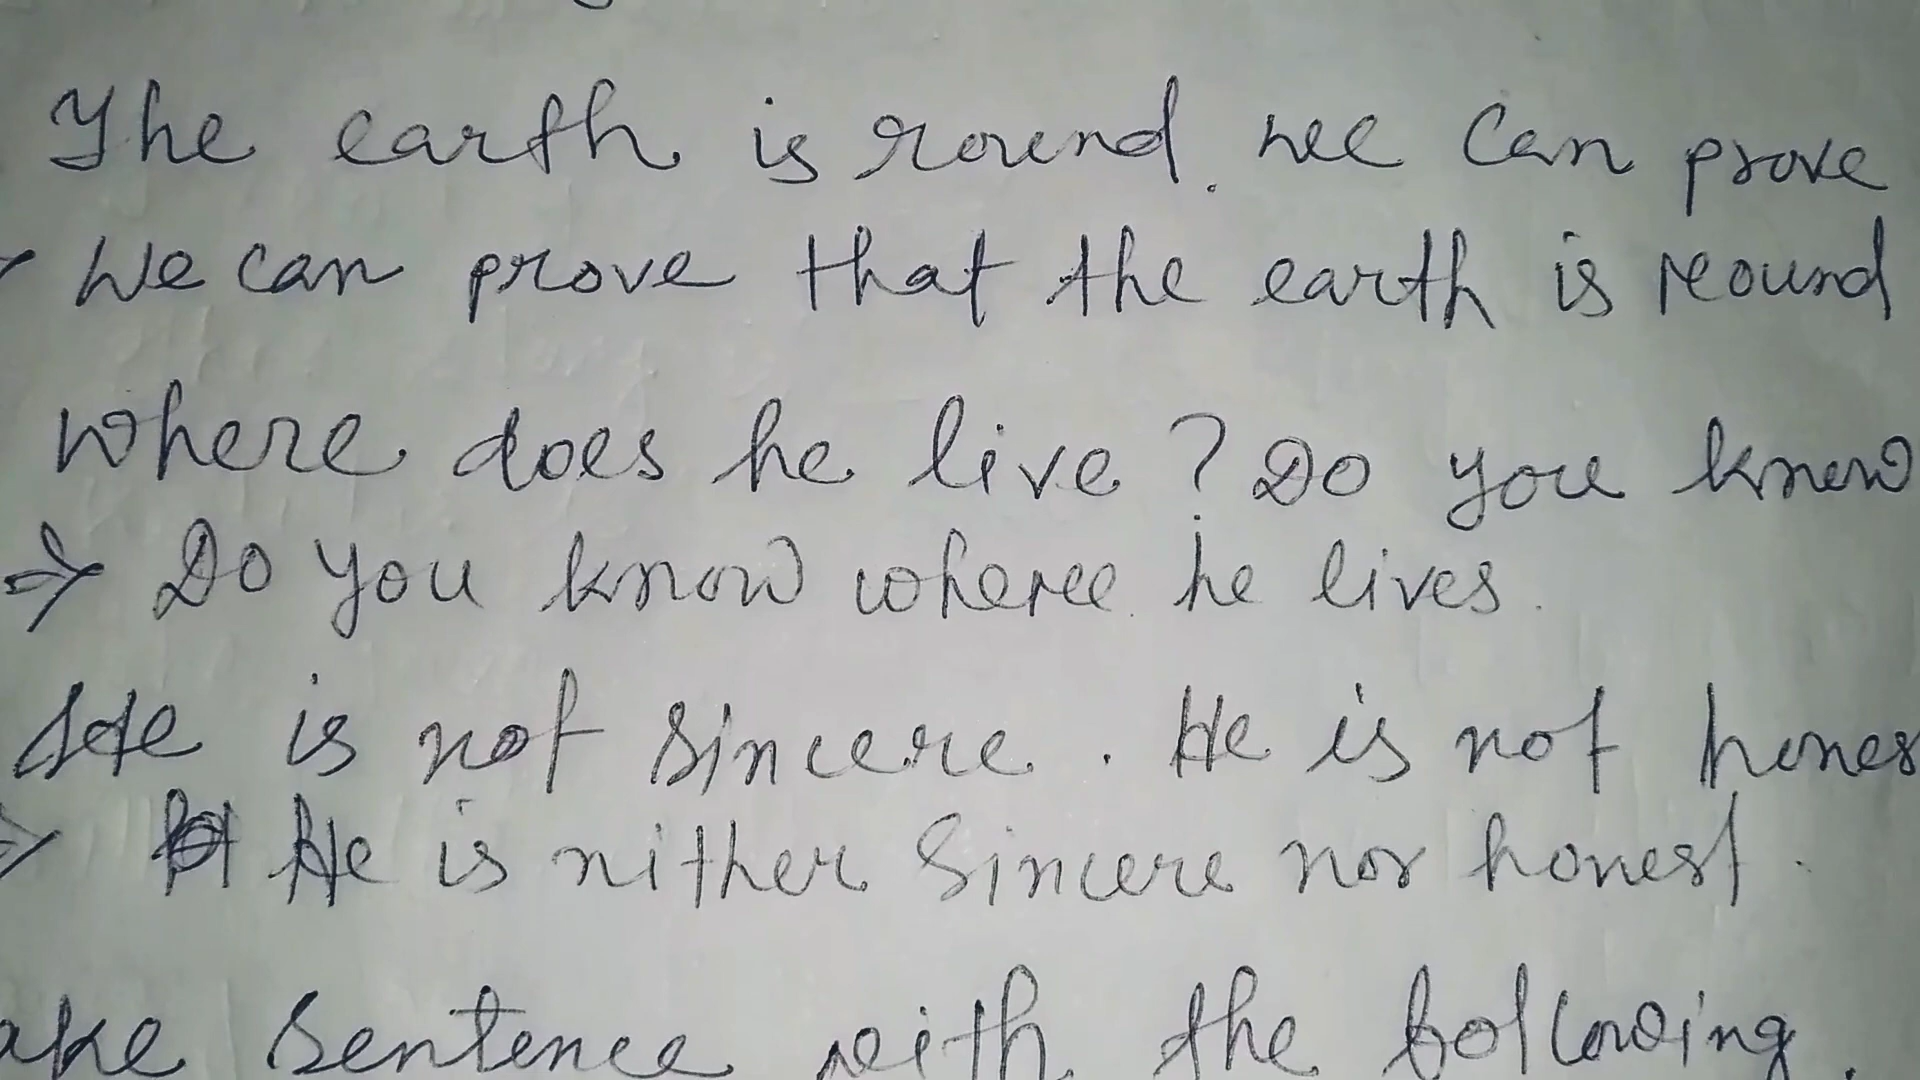 The earth is round. We can prove
We can prove that the earth is round
where does he live? Do you know
⇒ Do you know where he lives.
He is not sincere. He is not hones
⇒ He is nither Sincere nor honest.
ake Sentence with the following.